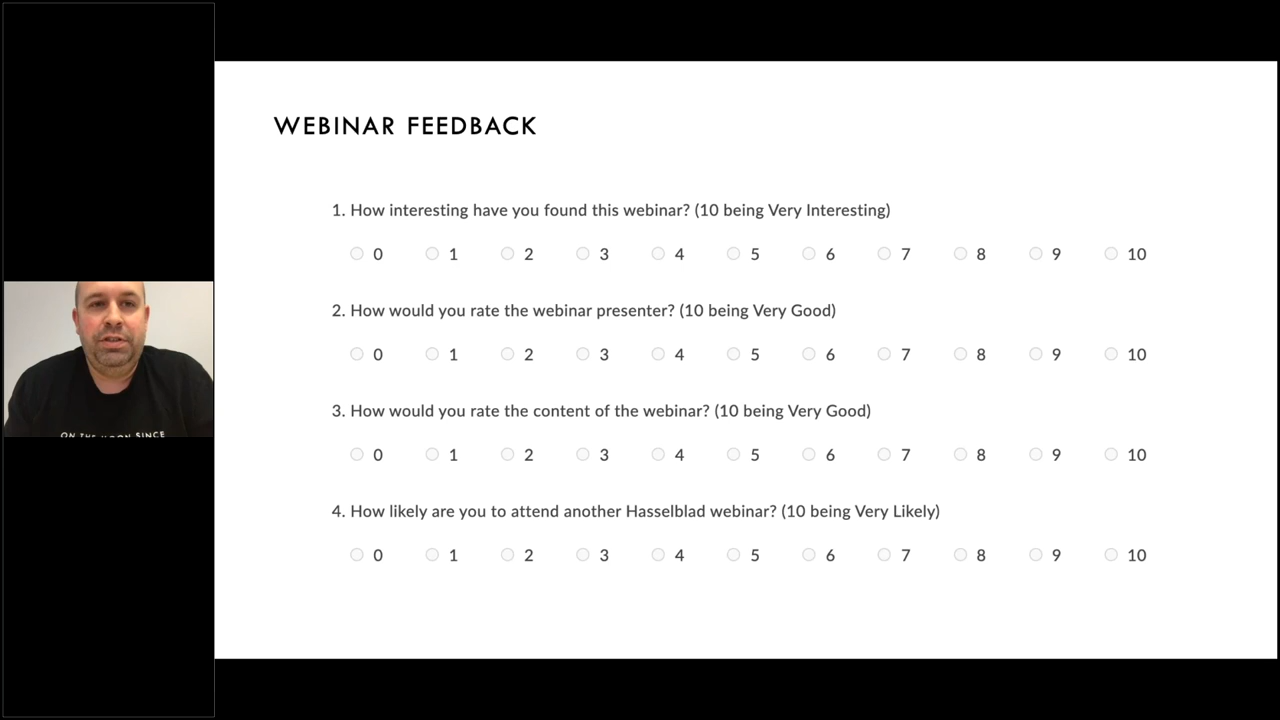 WEBINAR FEEDBACK
1. How interesting have you found this webinar? (10 being Very Interesting)
0 1 2 3 4 5 6 7 8 9 10
2. How would you rate the webinar presenter? (10 being Very Good)
0 1 2 3 4 5 6 7 8 9 10
3. How would you rate the content of the webinar? (10 being Very Good)
0 1 2 3 4 5 6 7 8 9 10
4. How likely are you to attend another Hasselblad webinar? (10 being Very Likely)
0 1 2 3 4 5 6 7 8 9 10
ON THE MOON SINCE